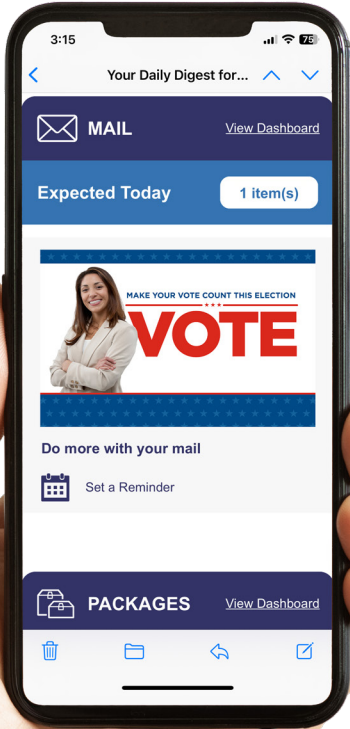 3:15
75
Your Daily Digest for...
MAIL
View Dashboard
Expected Today
1 item(s)
MAKE YOUR VOTE COUNT THIS ELECTION
VOTE
Do more with your mail
Set a Reminder
PACKAGES
View Dashboard